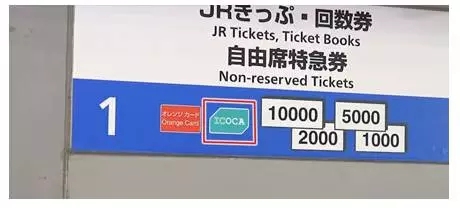 JRきっぷ・回数券
JR Tickets, Ticket Books
自由席特急券
Non-reserved Tickets
1
オレンジカード
Orange Card
ICOCA
10000
5000
2000
1000